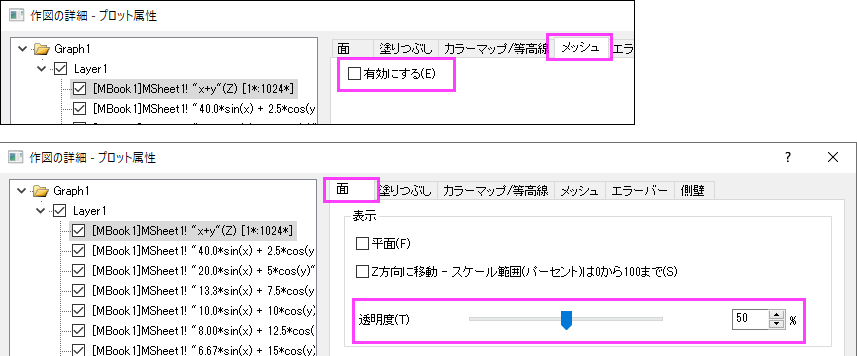 作図の詳細 - プロット属性
Graph1
Layer1
[MBook1]MSheet1! "x+y"(Z) [1*:1024*]
[MBook1]MSheet1! "40.0*sin(x) + 2.5*cos(y
面 塗りつぶし カラーマップ/等高線 メッシュ エラ
有効にする(E)
作図の詳細 - プロット属性
? ×
Graph1
Layer1
[MBook1]MSheet1! "x+y"(Z) [1*:1024*]
[MBook1]MSheet1! "40.0*sin(x) + 2.5*cos(y
[MBook1]MSheet1! "20.0*sin(x) + 5*cos(y)"
[MBook1]MSheet1! "13.3*sin(x) + 7.5*cos(y
[MBook1]MSheet1! "10.0*sin(x) + 10*cos(y)
[MBook1]MSheet1! "8.00*sin(x) + 12.5*cos(
[MBook1]MSheet1! "6.67*sin(x) + 15*cos(y)
面 塗りつぶし カラーマップ/等高線 メッシュ エラーバー 側壁
表示
平面(F)
Z方向に移動 - スケール範囲(パーセント)は0から100まで(S)
透明度(T) 50 %